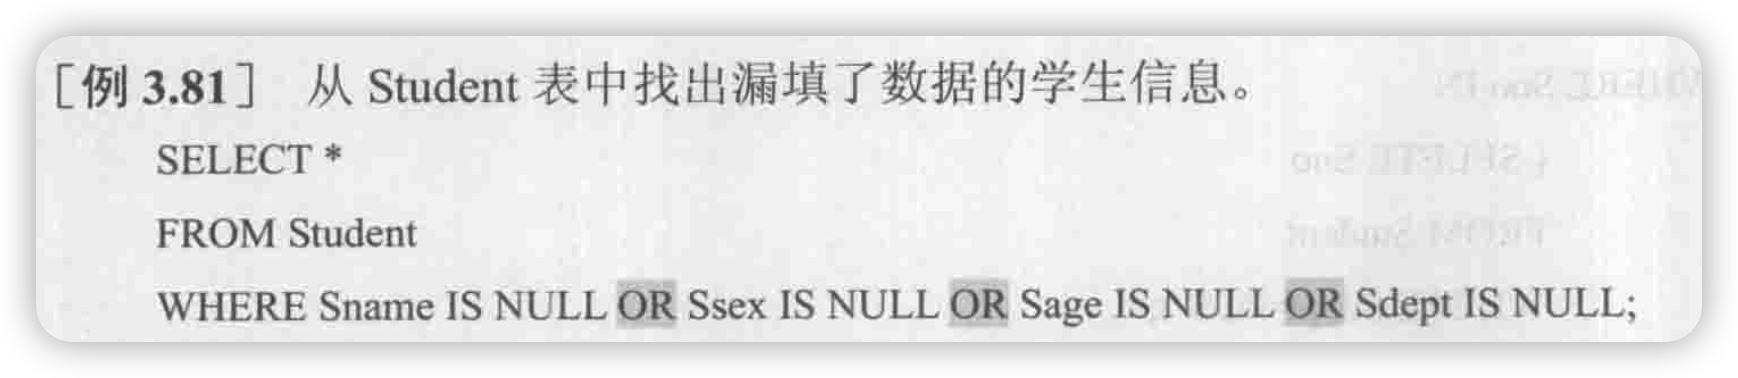 ［例 3.81］ 从 Student 表中找出漏填了数据的学生信息。
SELECT *
FROM Student
WHERE Sname IS NULL OR Ssex IS NULL OR Sage IS NULL OR Sdept IS NULL;